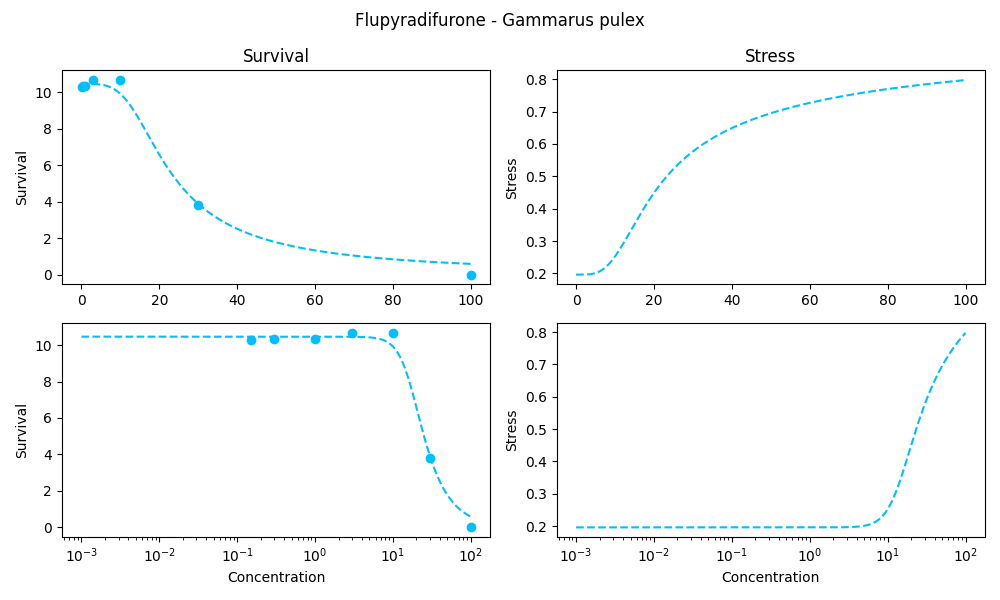 Flupyradifurone - Gammarus pulex
Survival
Stress
Survival
10
8
6
4
2
0
0 20 40 60 80 100
Stress
0.8
0.7
0.6
0.5
0.4
0.3
0.2
0 20 40 60 80 100
Survival
10
8
6
4
2
0
10⁻³ 10⁻² 10⁻¹ 10⁰ 10¹ 10²
Concentration
Stress
0.8
0.7
0.6
0.5
0.4
0.3
0.2
10⁻³ 10⁻² 10⁻¹ 10⁰ 10¹ 10²
Concentration